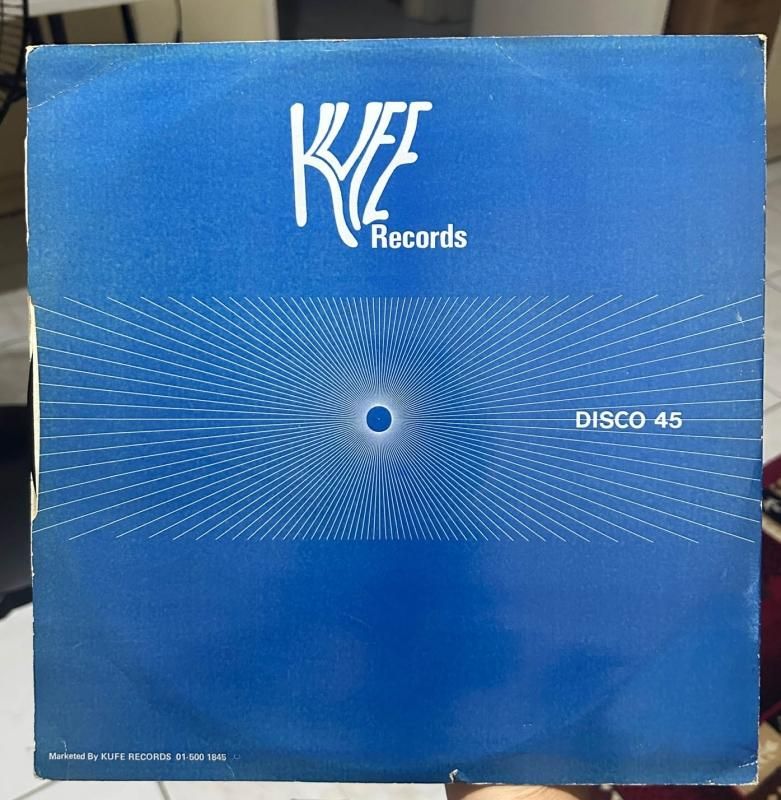 KUFE
Records
DISCO 45
Marketed By KUFE RECORDS 01-500 1845